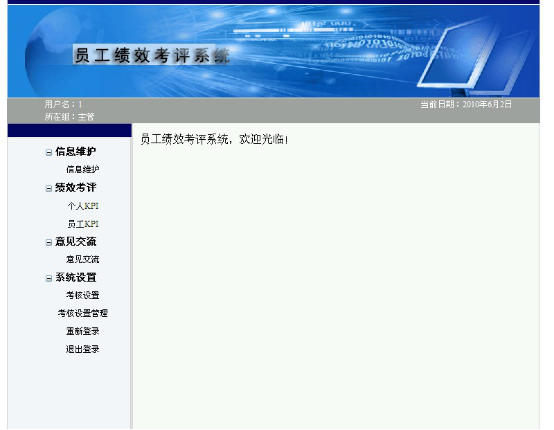 员工绩效考评系统
用户名：1
当前日期：2010年6月2日
所在组：主管
员工绩效考评系统，欢迎光临！
信息维护
信息维护
绩效考评
个人KPI
员工KPI
意见交流
意见交流
系统设置
考核设置
考核设置管理
重新登录
退出登录